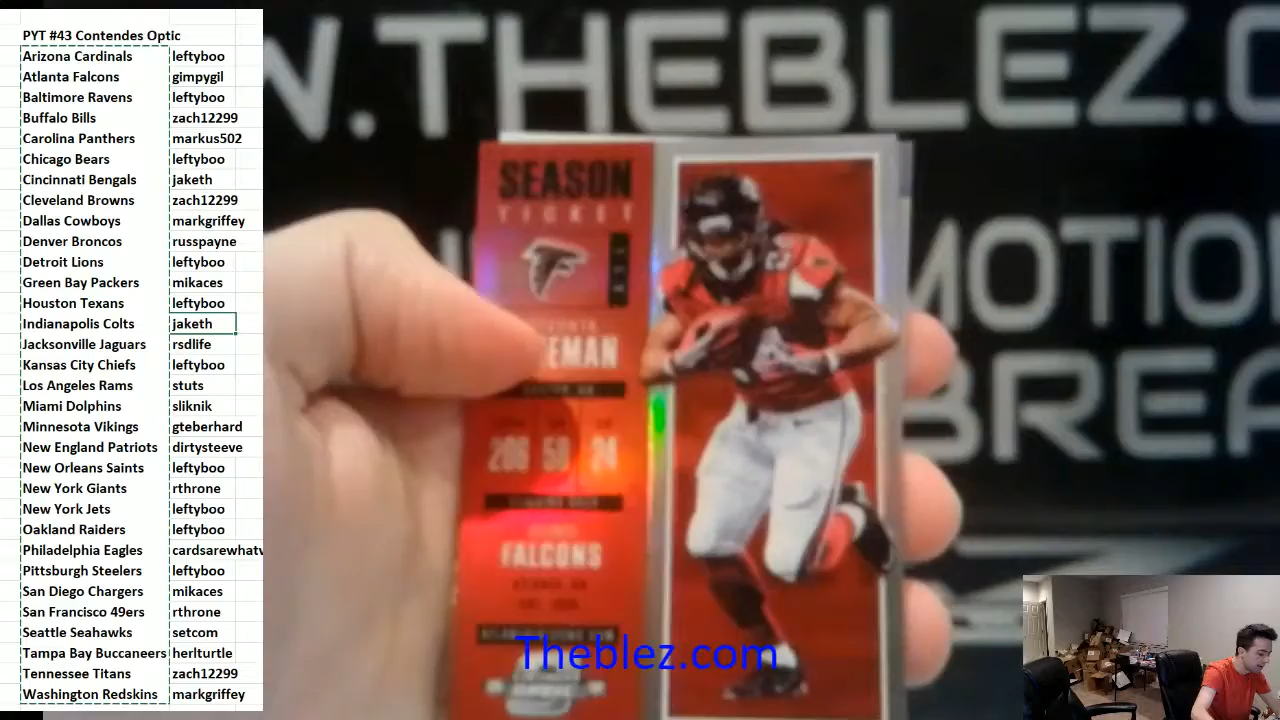 PYT #43 Contendes Optic
Arizona Cardinals leftyboo
Atlanta Falcons gimpygil
Baltimore Ravens leftyboo
Buffalo Bills zach12299
Carolina Panthers markus502
Chicago Bears leftyboo
Cincinnati Bengals jaketh
Cleveland Browns zach12299
Dallas Cowboys markgriffey
Denver Broncos russpayne
Detroit Lions leftyboo
Green Bay Packers mikaces
Houston Texans leftyboo
Indianapolis Colts jaketh
Jacksonville Jaguars rsdlife
Kansas City Chiefs leftyboo
Los Angeles Rams stuts
Miami Dolphins sliknik
Minnesota Vikings gteberhard
New England Patriots dirtysteeve
New Orleans Saints leftyboo
New York Giants rthrone
New York Jets leftyboo
Oakland Raiders leftyboo
Philadelphia Eagles cardsarewhatv
Pittsburgh Steelers leftyboo
San Diego Chargers mikaces
San Francisco 49ers rthrone
Seattle Seahawks setcom
Tampa Bay Buccaneers herlturtle
Tennessee Titans zach12299
Washington Redskins markgriffey
W.THEBLEZ.C
MOTION
BREA
SEASON
TICKET
EMAN
206 58 24
FALCONS
Theblez.com